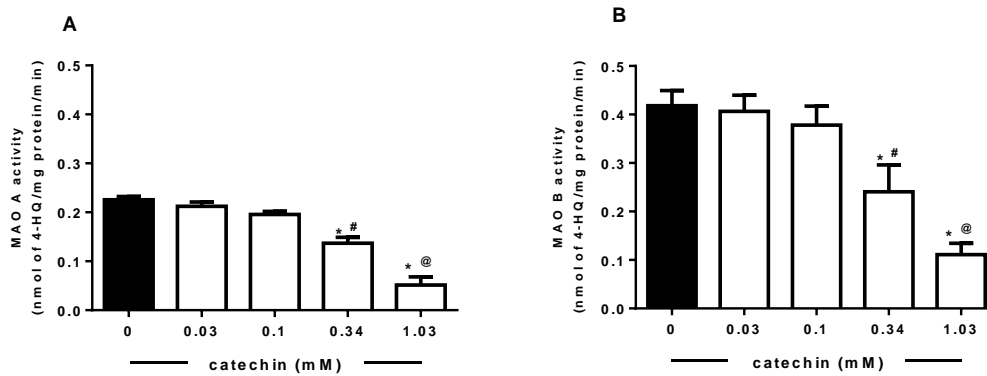 A
MAO A activity
(nmol of 4-HQ/mg protein/min)
0.5
0.4
0.3
0.2
0.1
0.0
* #
* @
0 0.03 0.1 0.34 1.03
catechin (mM)
B
MAO B activity
(nmol of 4-HQ/mg protein/min)
0.5
0.4
0.3
0.2
0.1
0.0
* #
* @
0 0.03 0.1 0.34 1.03
catechin (mM)